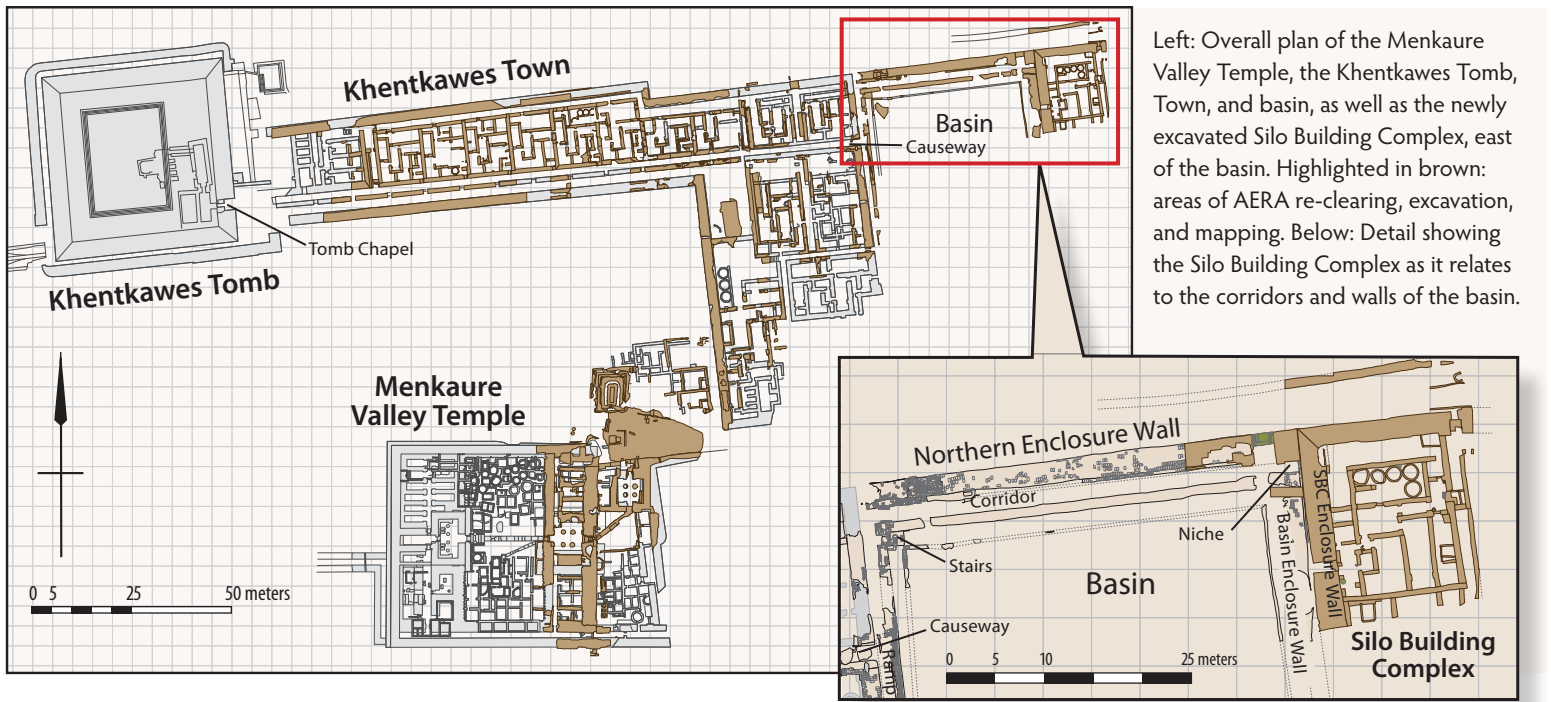 Khentkawes Town
Basin
Causeway
Tomb Chapel
Khentkawes Tomb
Menkaure
Valley Temple
0 5 25 50 meters
Left: Overall plan of the Menkaure
Valley Temple, the Khentkawes Tomb,
Town, and basin, as well as the newly
excavated Silo Building Complex, east
of the basin. Highlighted in brown:
areas of AERA re-clearing, excavation,
and mapping. Below: Detail showing
the Silo Building Complex as it relates
to the corridors and walls of the basin.
Northern Enclosure Wall
Corridor
Niche
Stairs
Basin
SBC Enclosure Wall
Basin Enclosure Wall
Causeway
Ramp
0 5 10 25 meters
Silo Building
Complex